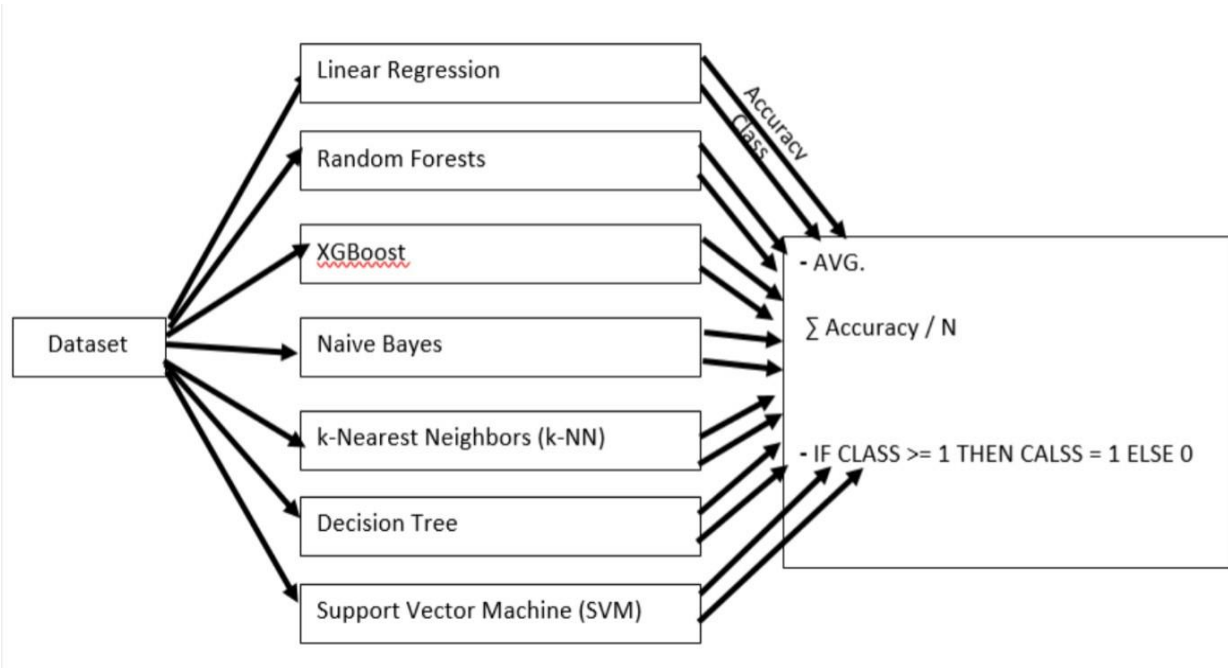 Linear Regression
Accuracy
Class
Random Forests
XGBoost
- AVG.
∑ Accuracy / N
Dataset
Naive Bayes
k-Nearest Neighbors (k-NN)
- IF CLASS >= 1 THEN CALSS = 1 ELSE 0
Decision Tree
Support Vector Machine (SVM)